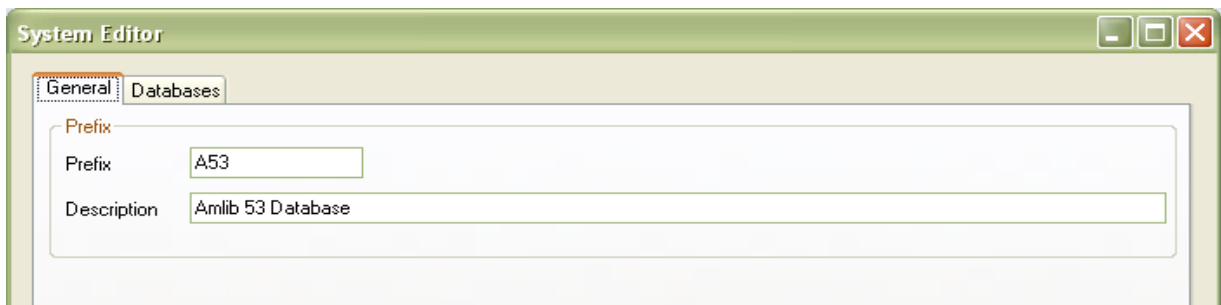 System Editor
General Databases
Prefix
Prefix A53
Description Amlib 53 Database